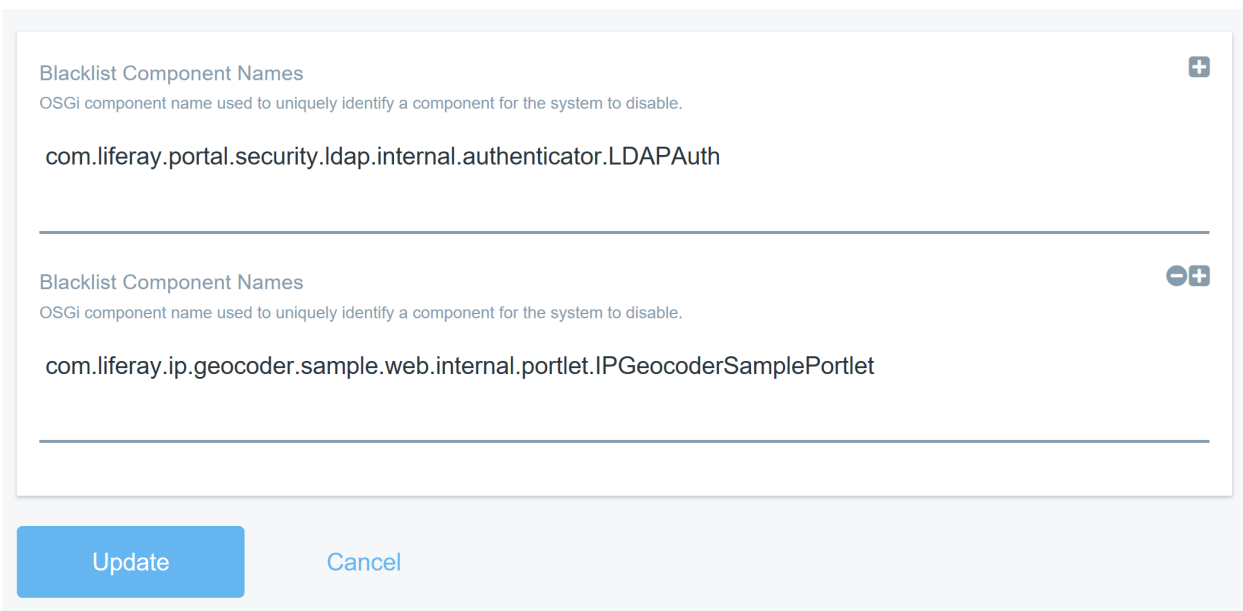 Blacklist Component Names
OSGi component name used to uniquely identify a component for the system to disable.
com.liferay.portal.security.ldap.internal.authenticator.LDAPAuth
Blacklist Component Names
OSGi component name used to uniquely identify a component for the system to disable.
com.liferay.ip.geocoder.sample.web.internal.portlet.IPGeocoderSamplePortlet
Update Cancel